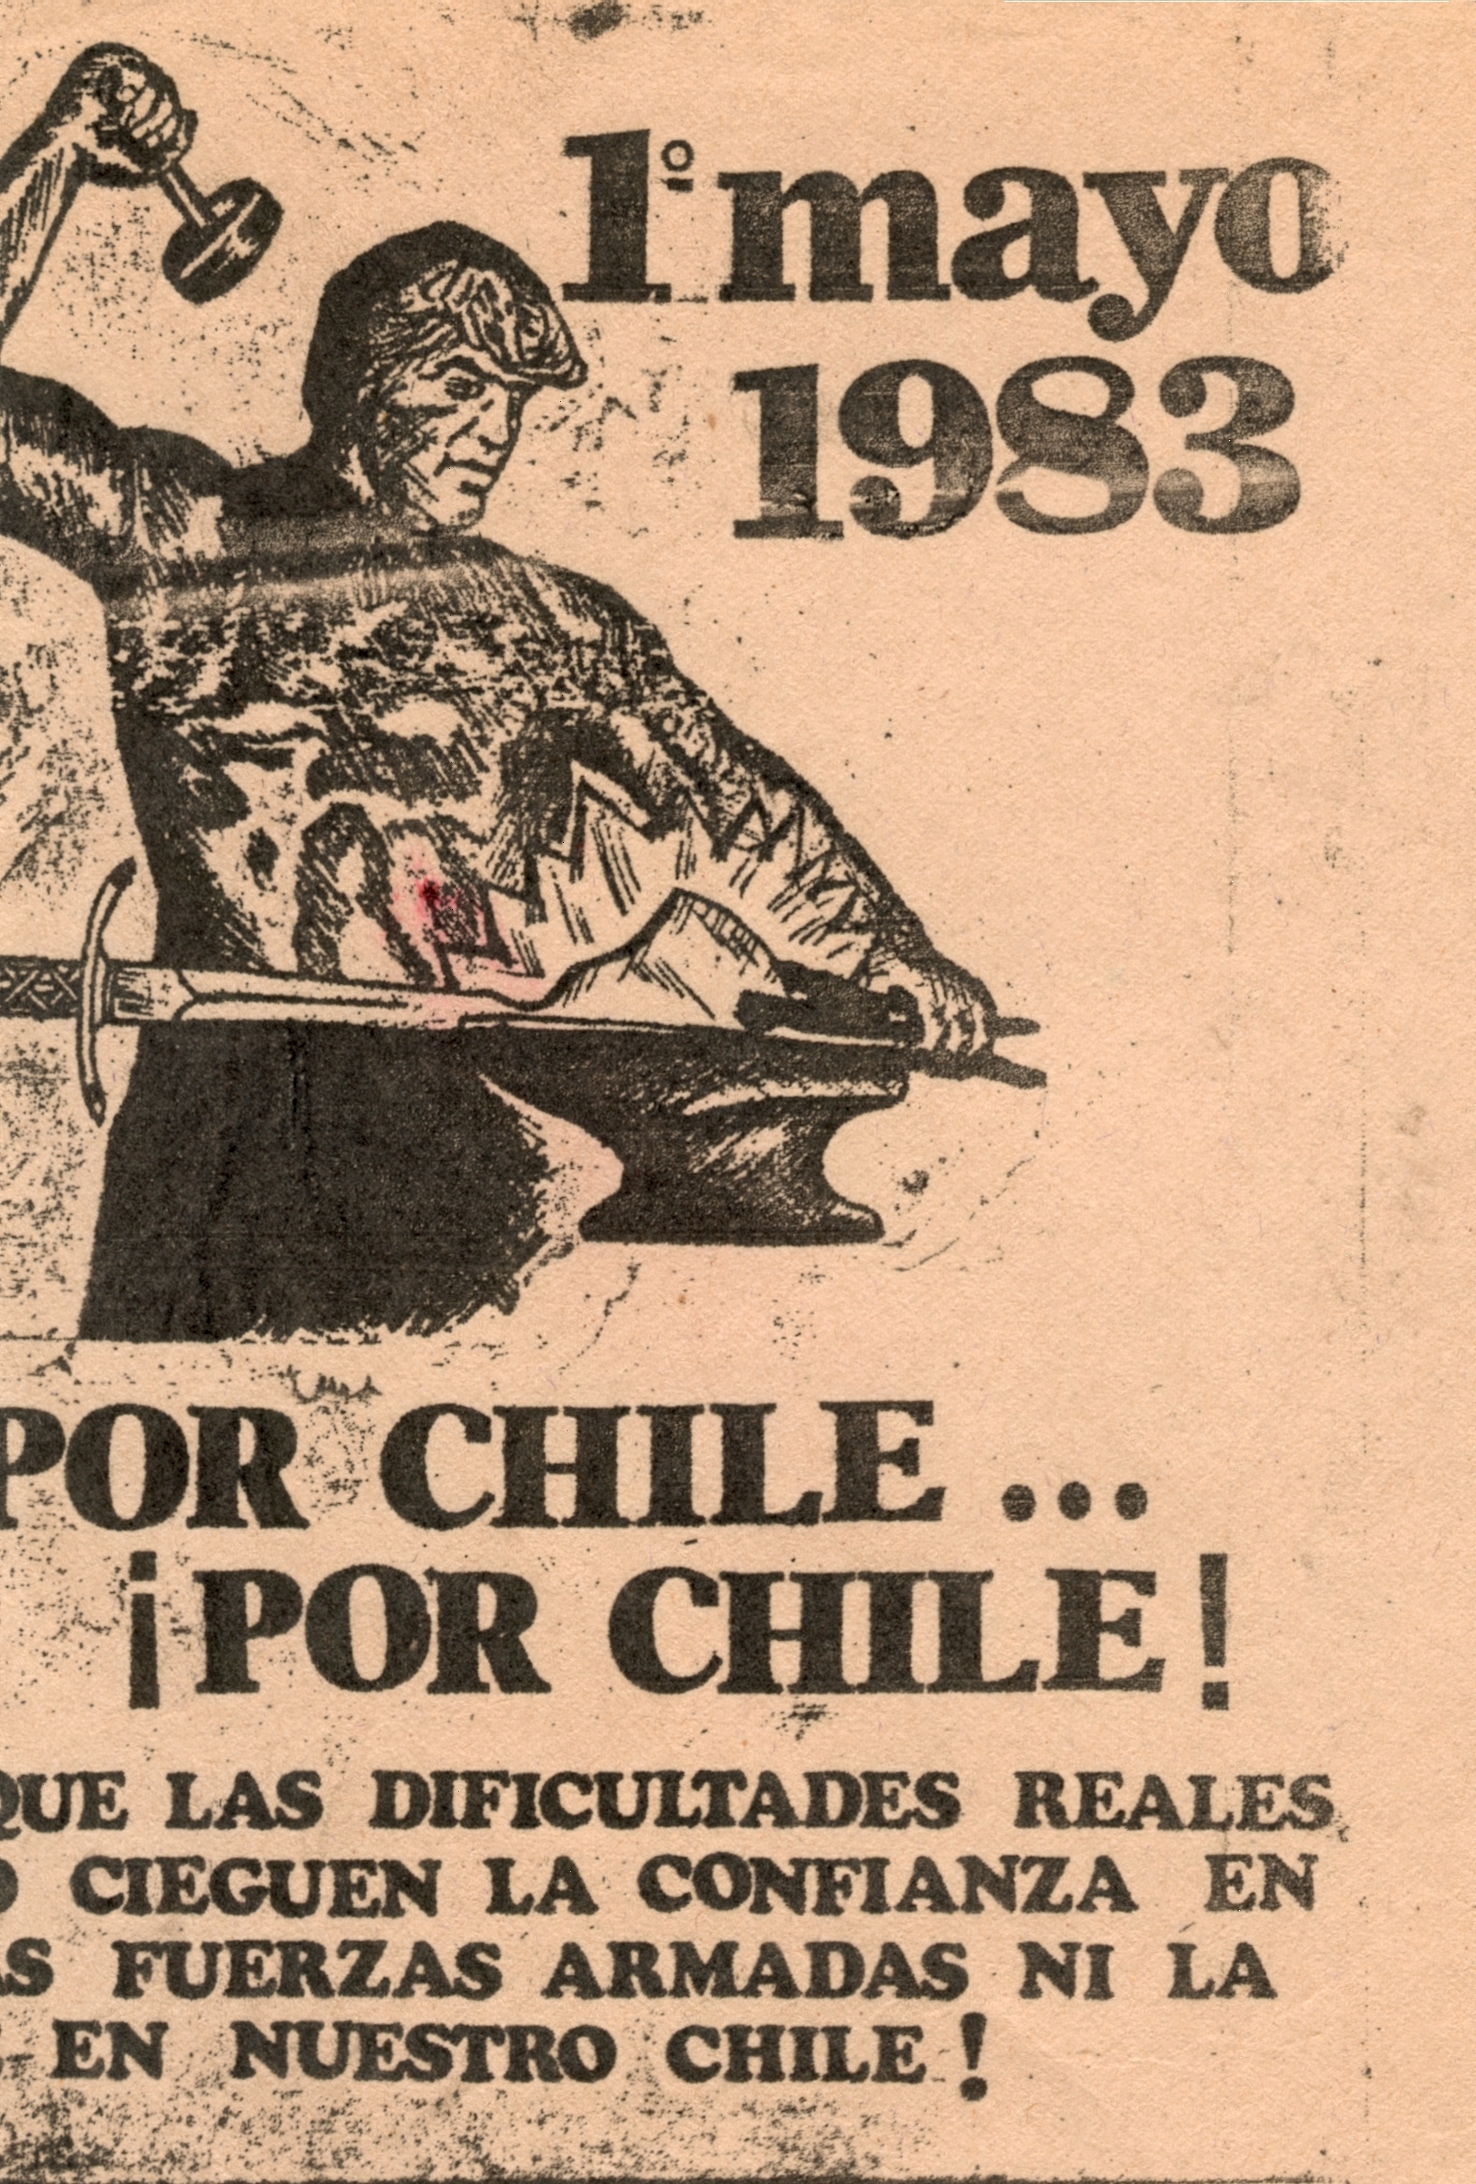 1º mayo
1983
POR CHILE ...
¡POR CHILE!
QUE LAS DIFICULTADES REALES
CIEGUEN LA CONFIANZA EN
FUERZAS ARMADAS NI LA
EN NUESTRO CHILE!